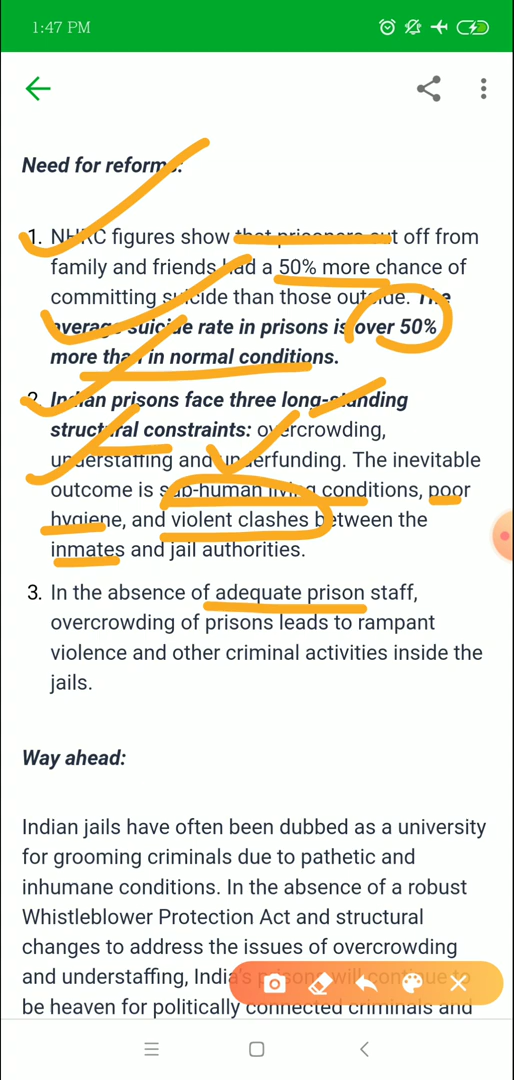 1:47 PM
Need for reforms:
1. NHRC figures show that prisoners cut off from
family and friends had a 50% more chance of
committing suicide than those outside. The
average suicide rate in prisons is over 50%
more than in normal conditions.
2. Indian prisons face three long-standing
structural constraints: overcrowding,
understaffing and underfunding. The inevitable
outcome is sub-human living conditions, poor
hygiene, and violent clashes between the
inmates and jail authorities.
3. In the absence of adequate prison staff,
overcrowding of prisons leads to rampant
violence and other criminal activities inside the
jails.
Way ahead:
Indian jails have often been dubbed as a university
for grooming criminals due to pathetic and
inhumane conditions. In the absence of a robust
Whistleblower Protection Act and structural
changes to address the issues of overcrowding
and understaffing, India's prisons will continue to
be heaven for politically connected criminals and